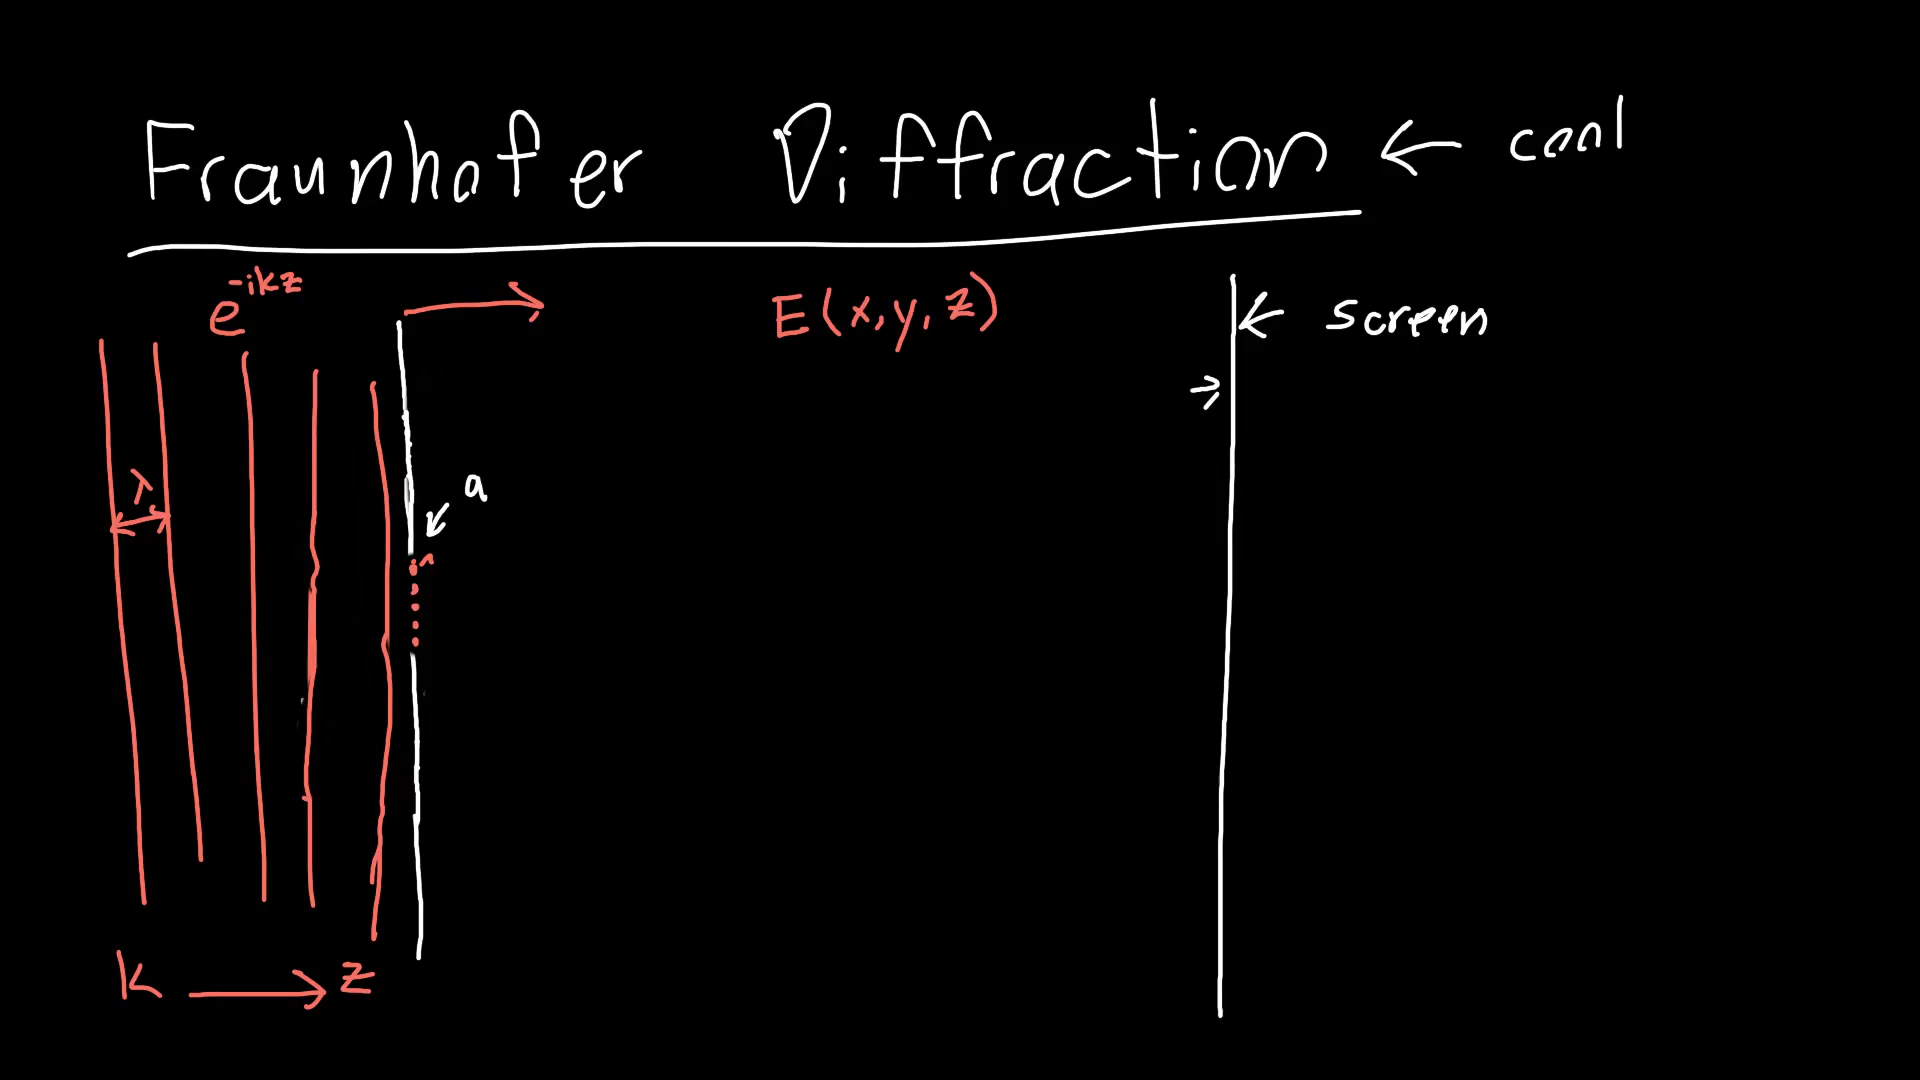 Fraunhofer Diffraction ← cool
e^{-ikz}
E(x,y,z)
← screen
λ
a
k → z